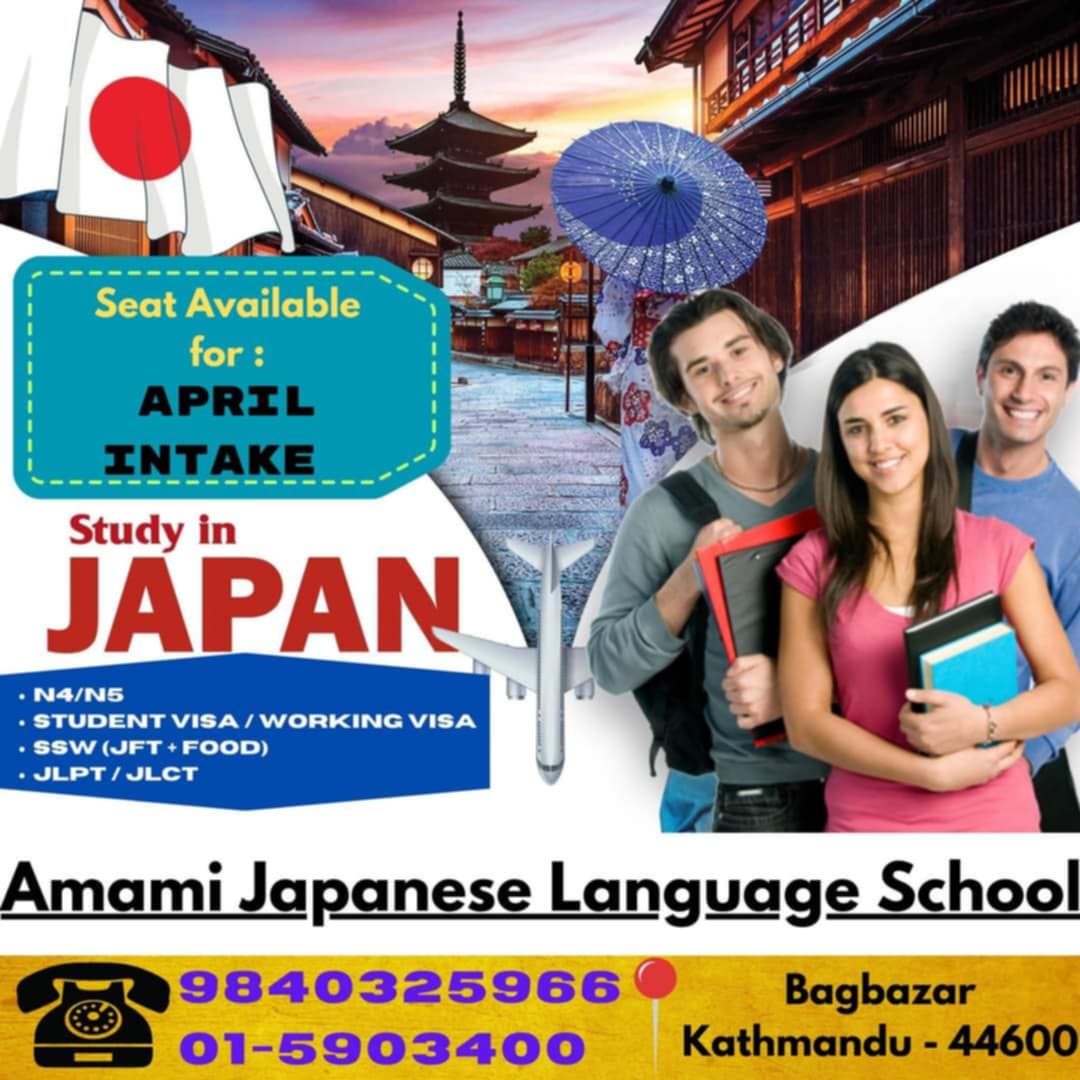 Seat Available
for :
APRIL
INTAKE
Study in
JAPAN
• N4/N5
• STUDENT VISA / WORKING VISA
• SSW (JFT + FOOD)
• JLPT / JLCT
Amami Japanese Language School
9840325966
01-5903400
Bagbazar
Kathmandu - 44600